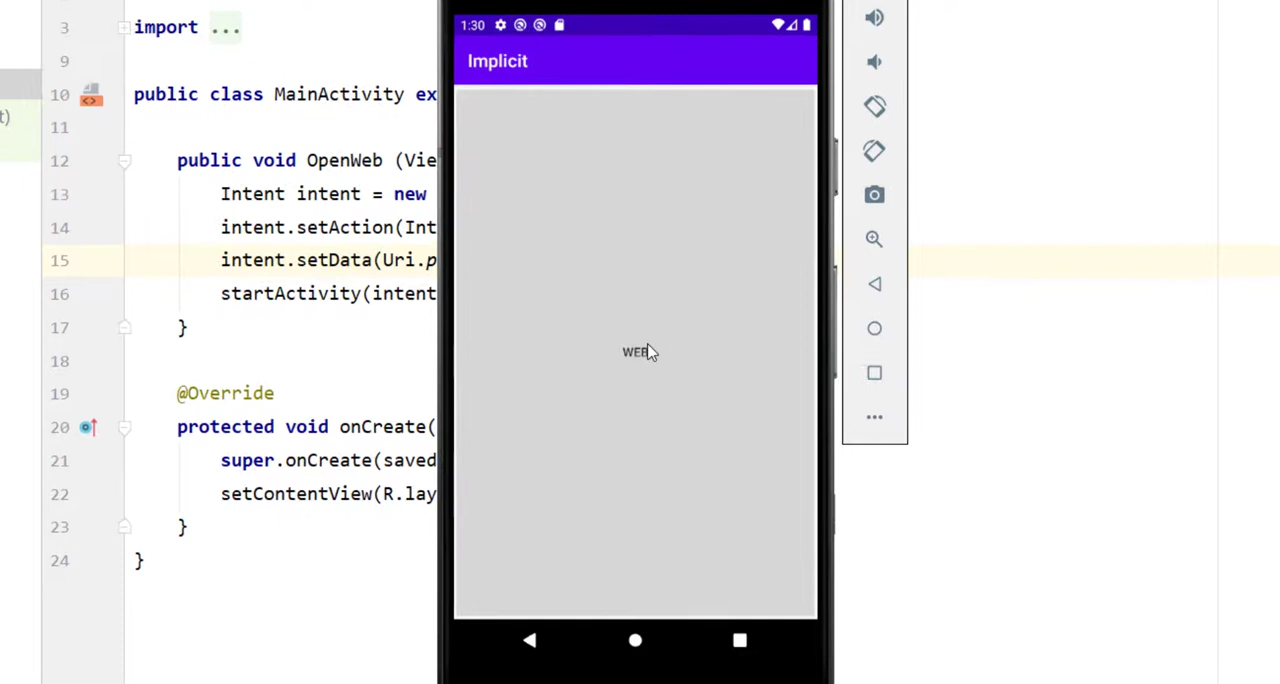 3 import ...
9
10 public class MainActivity ex
11
12 public void OpenWeb (Vie
13 Intent intent = new
14 intent.setAction(Int
15 intent.setData(Uri.p
16 startActivity(intent
17 }
18
19 @Override
20 protected void onCreate(
21 super.onCreate(saved
22 setContentView(R.lay
23 }
24 }
t)
1:30
Implicit
WEB